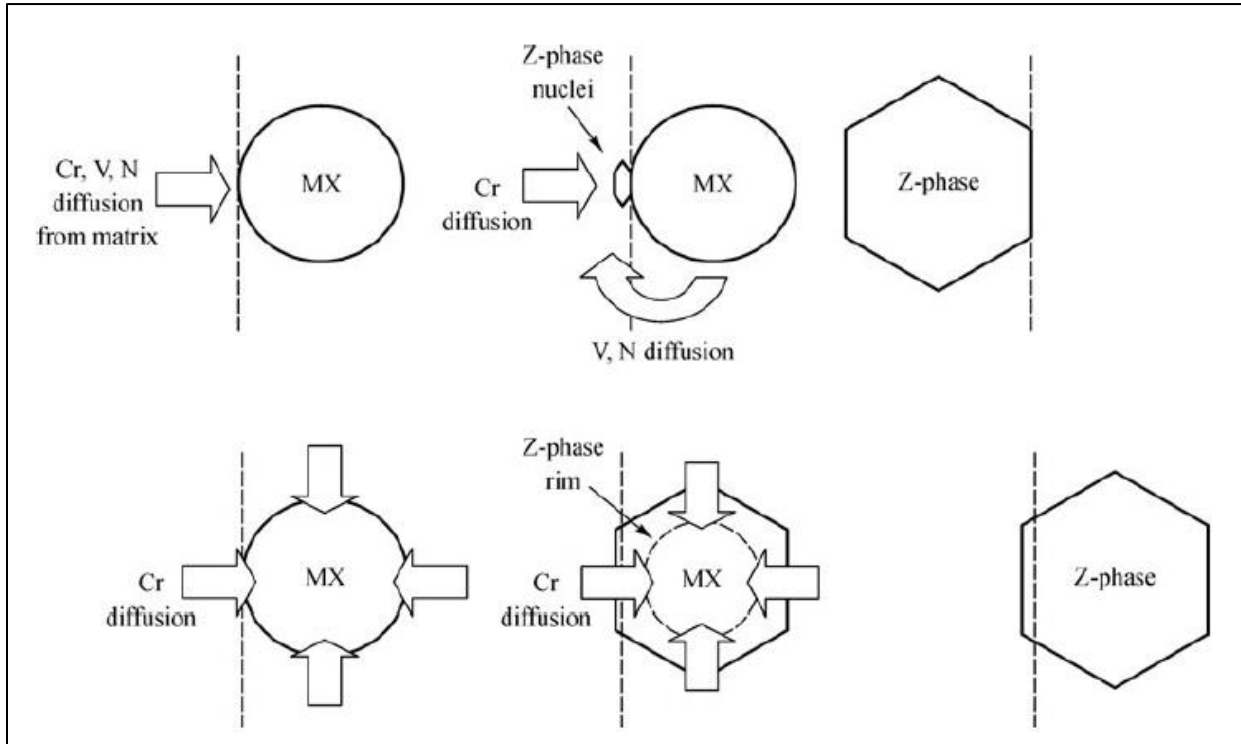 Cr, V, N
diffusion
from matrix
MX
Z-phase
nuclei
Cr
diffusion
MX
V, N diffusion
Z-phase
Cr
diffusion
MX
Z-phase
rim
Cr
diffusion
MX
Z-phase